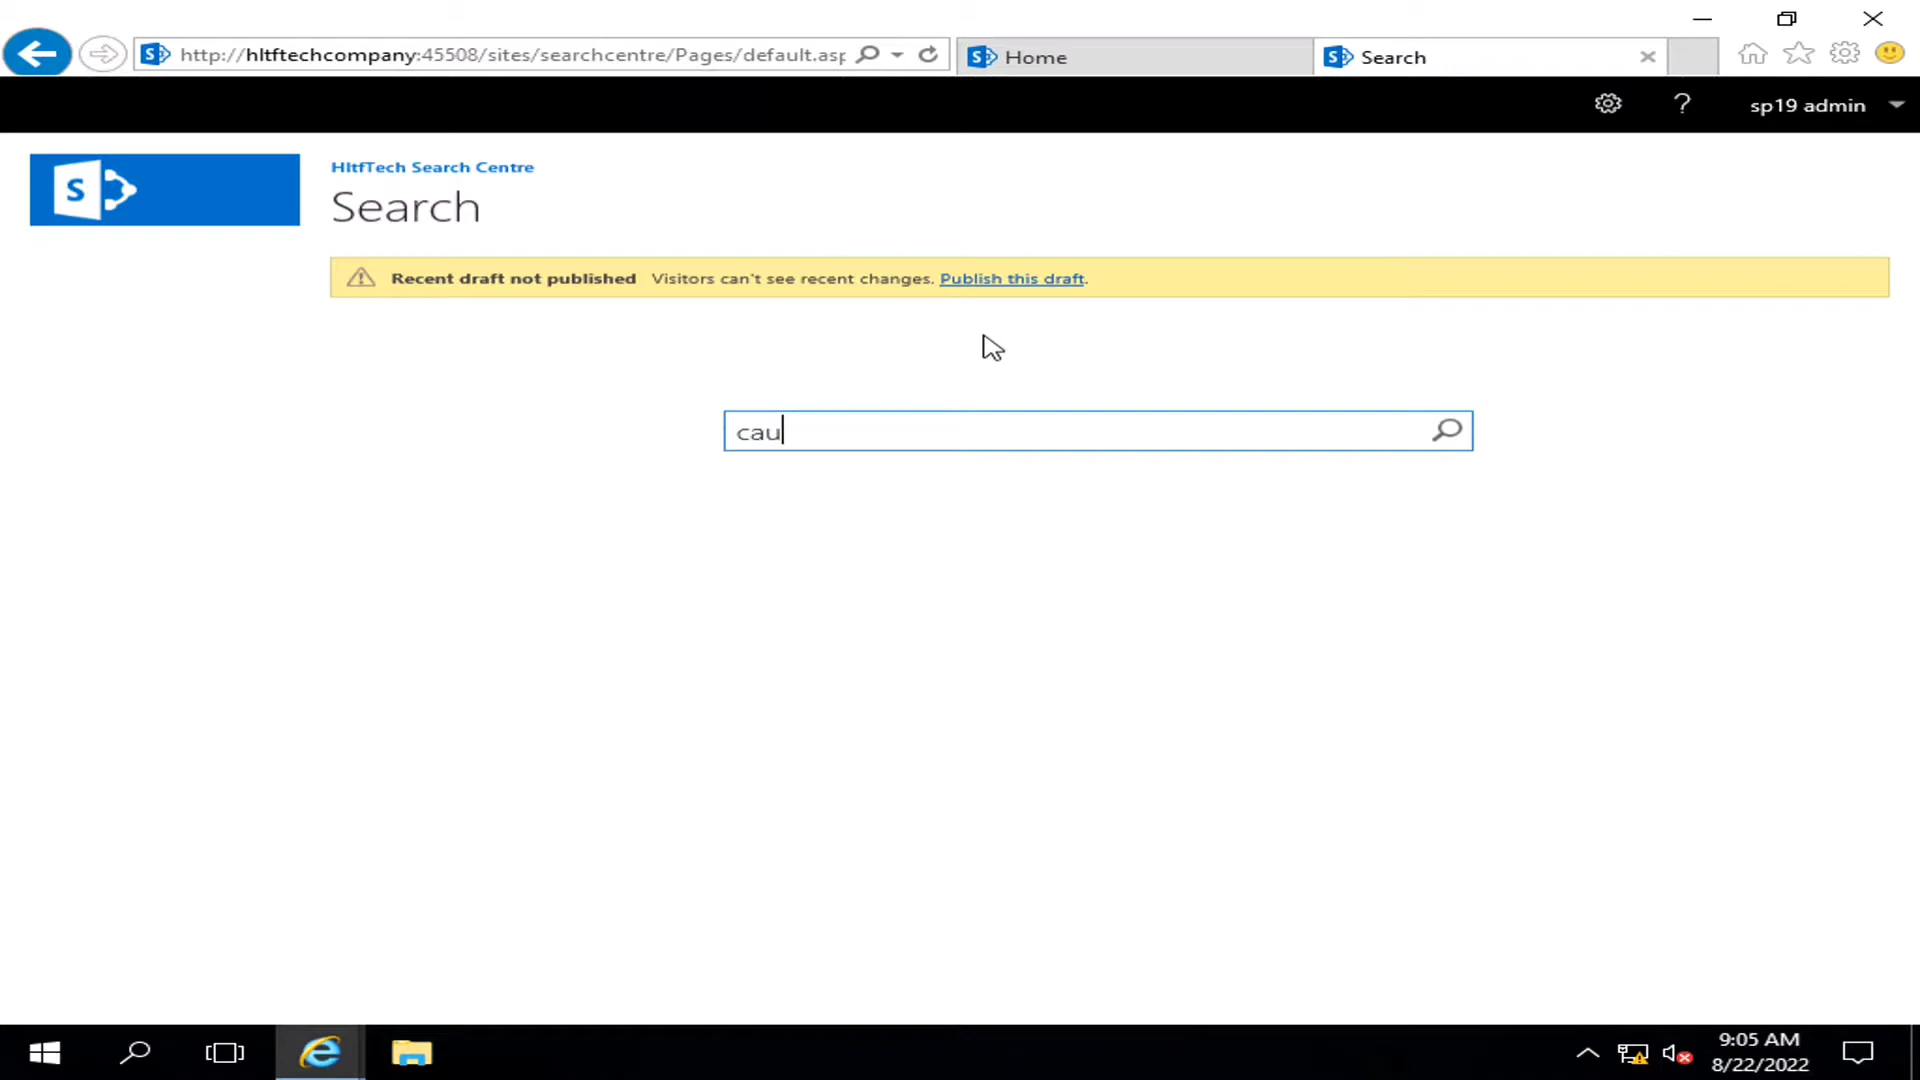 http://hltftechcompany:45508/sites/searchcentre/Pages/default.asp
Home
Search
?
sp19 admin
S
HltfTech Search Centre
Search
Recent draft not published Visitors can't see recent changes. Publish this draft.
cau
9:05 AM
8/22/2022